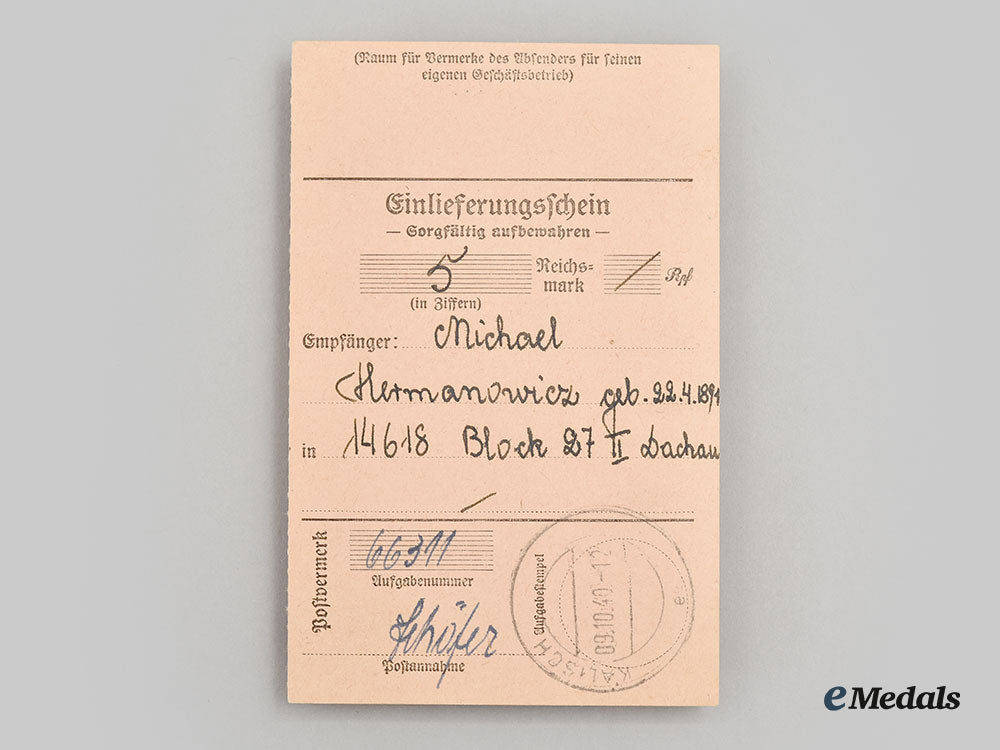 (Raum für Vermerke des Absenders für seinen
eigenen Geschäftsbetrieb)
Einlieferungsschein
— Sorgfältig aufbewahren —
5 Reichs-
mark / Rpf
(in Ziffern)
Empfänger: Michael
Hermanowicz geb. 22.4.1891
in 14618 Block 27 II Dachau
/
Postvermerk
66311
Aufgabenummer
Schöfer
Postannahme
Aufgabestempel
KALISCH
09.10.40-12
a
eMedals